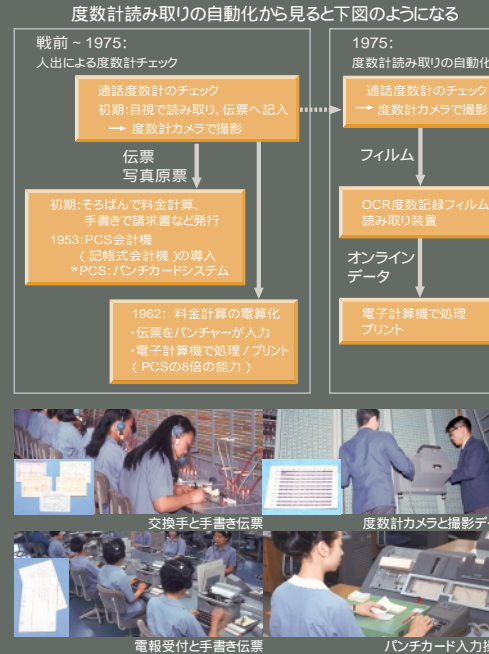 度数計読み取りの自動化から見ると下図のようになる
戦前~1975:
人出による度数計チェック
通話度数計のチェック
初期:目視で読み取り、伝票へ記入
→ 度数計カメラで撮影
伝票
写真原票
初期:そろばんで料金計算、
手書きで請求書など発行
1953:PCS会計機
(記帳式会計機)の導入
*PCS:パンチカードシステム
1962: 料金計算の電算化
・伝票をパンチャーが入力
・電子計算機で処理/プリント
(PCSの8倍の能力)
1975:
度数計読み取りの自動化
通話度数計のチェック
→ 度数計カメラで撮影
フィルム
OCR度数記録フィルム
読み取り装置
オンライン
データ
電子計算機で処理
プリント
交換手と手書き伝票
度数計カメラと撮影デ
電報受付と手書き伝票
パンチカード入力